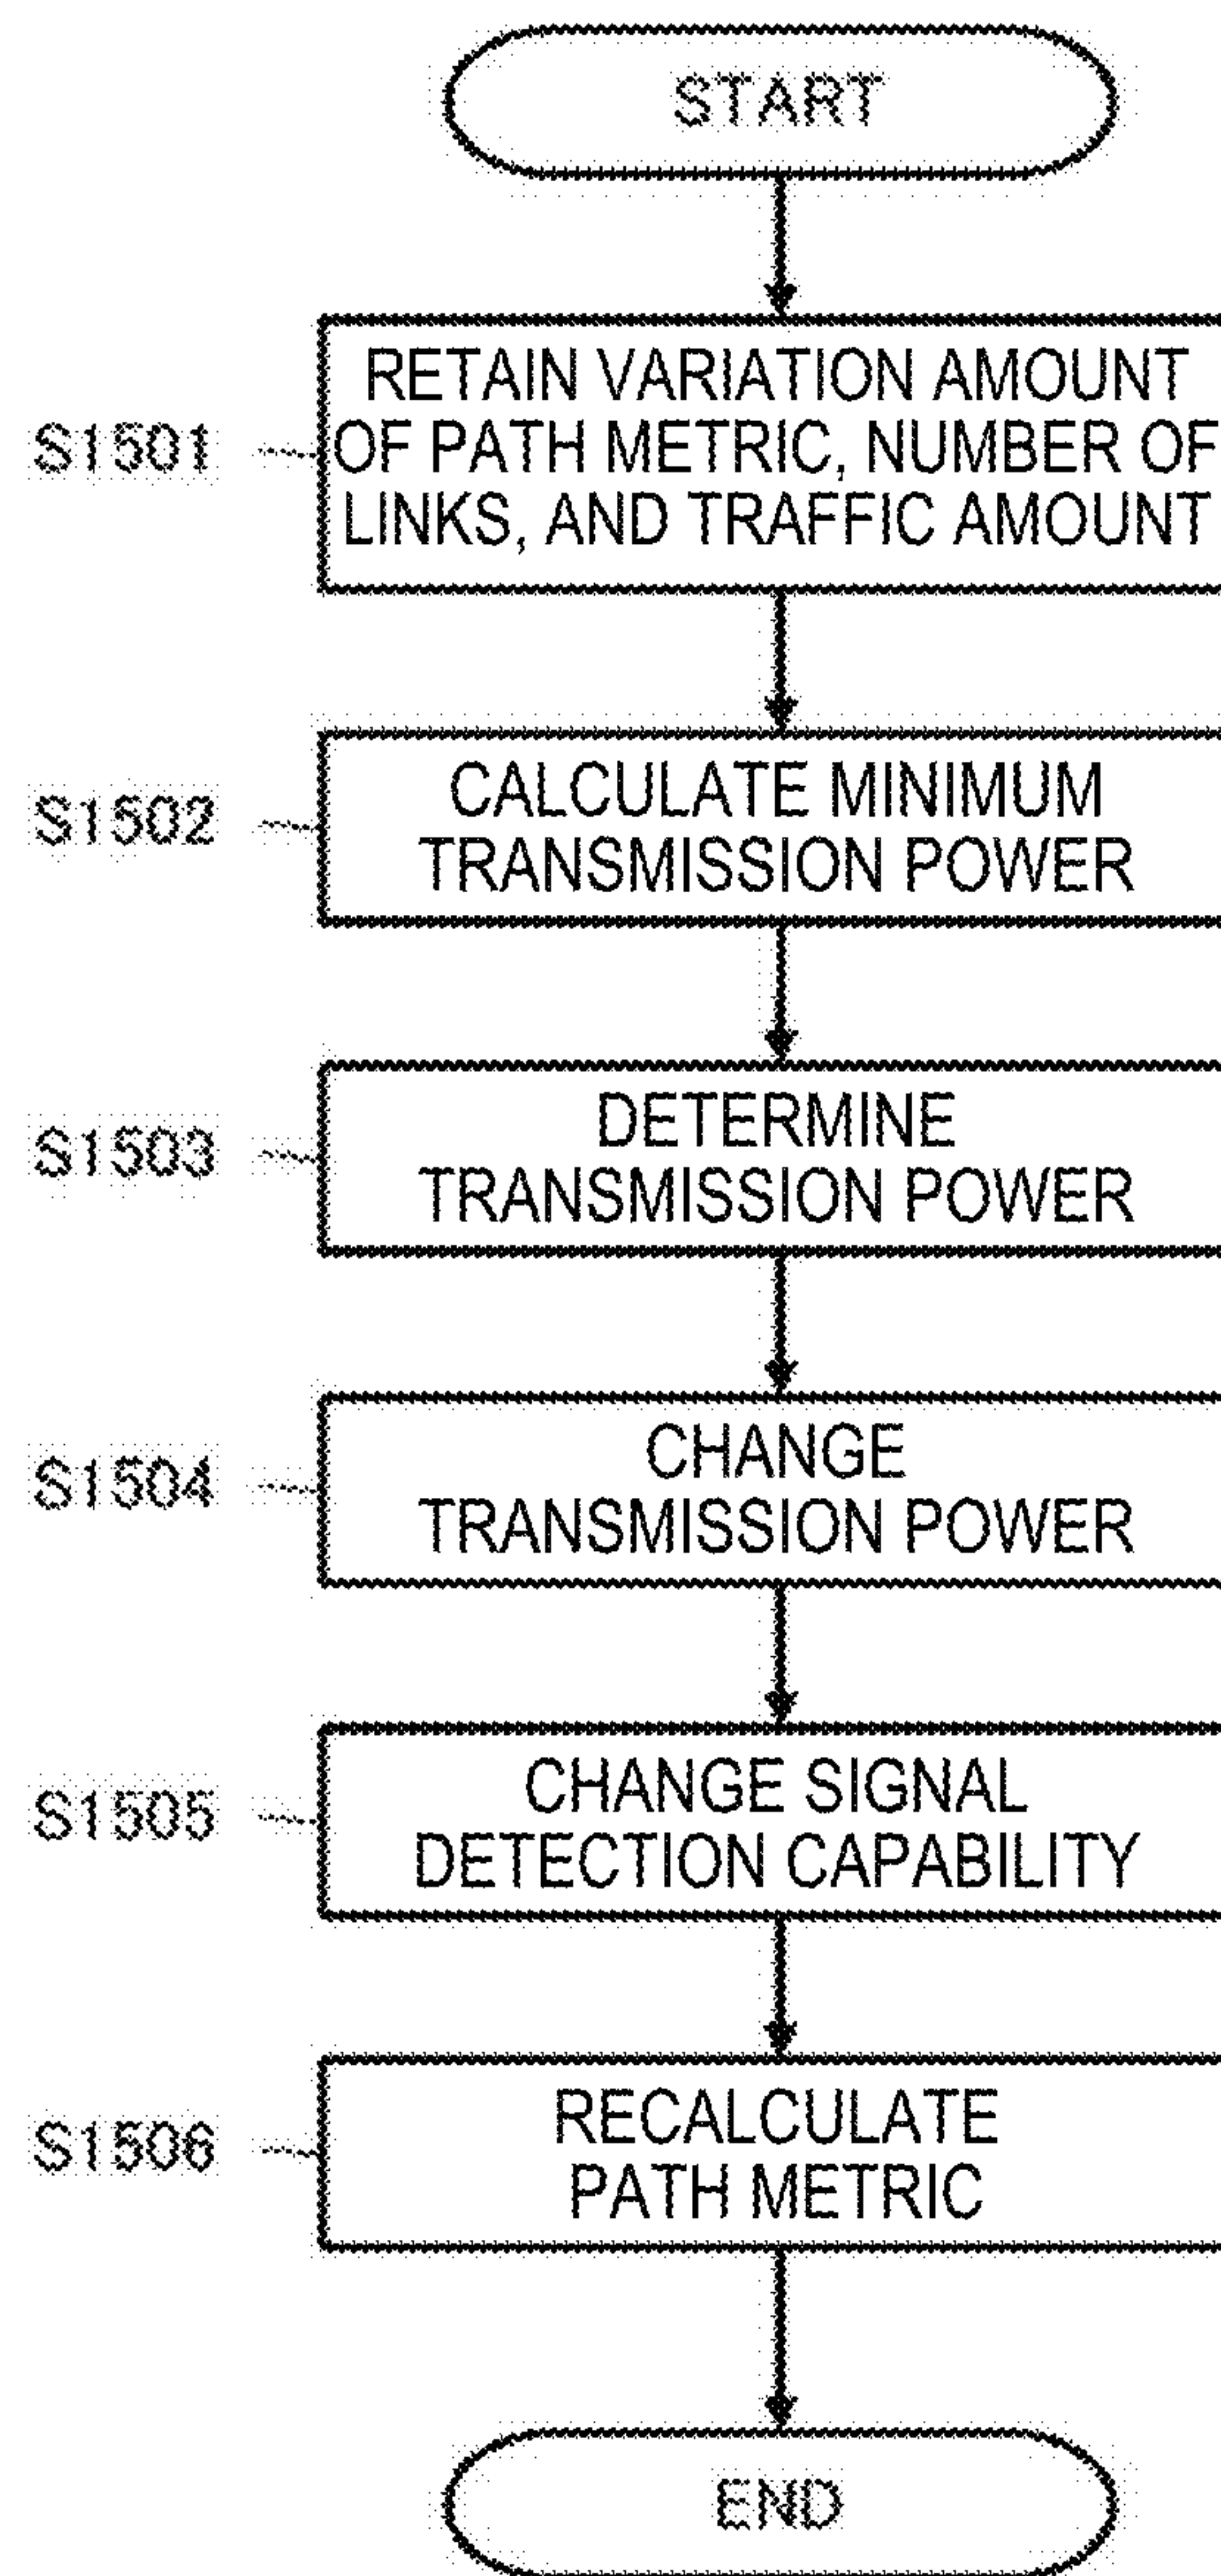 START
S1501
RETAIN VARIATION AMOUNT
OF PATH METRIC, NUMBER OF
LINKS, AND TRAFFIC AMOUNT
S1502
CALCULATE MINIMUM
TRANSMISSION POWER
S1503
DETERMINE
TRANSMISSION POWER
S1504
CHANGE
TRANSMISSION POWER
S1505
CHANGE SIGNAL
DETECTION CAPABILITY
S1506
RECALCULATE
PATH METRIC
END